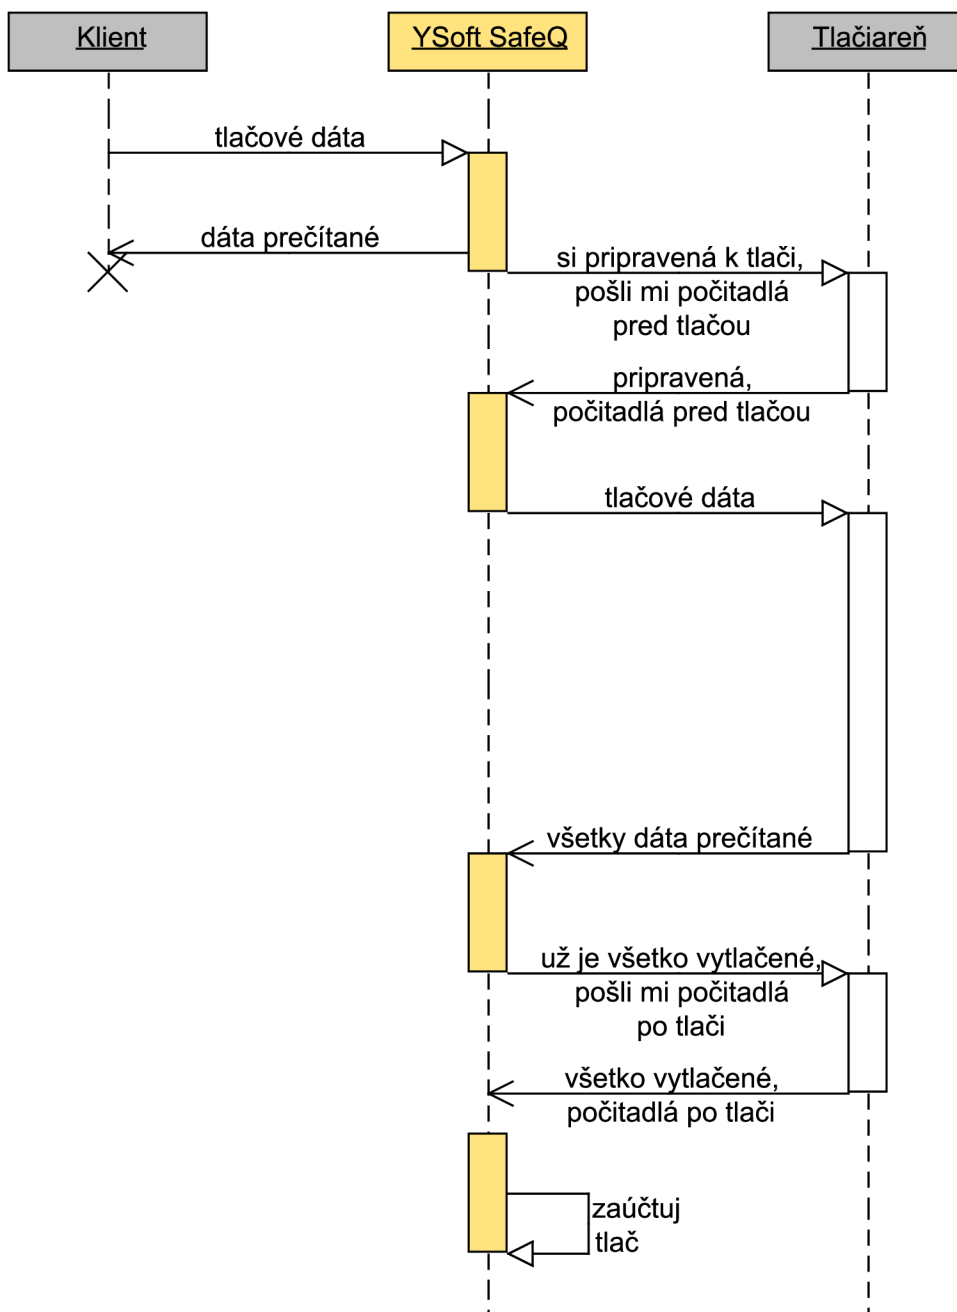 Klient
YSoft SafeQ
Tlačiareň
tlačové dáta
dáta prečítané
si pripravená k tlači,
pošli mi počitadlá
pred tlačou
pripravená,
počitadlá pred tlačou
tlačové dáta
všetky dáta prečítané
už je všetko vytlačené,
pošli mi počitadlá
po tlači
všetko vytlačené,
počitadlá po tlači
zaúčtuj
tlač